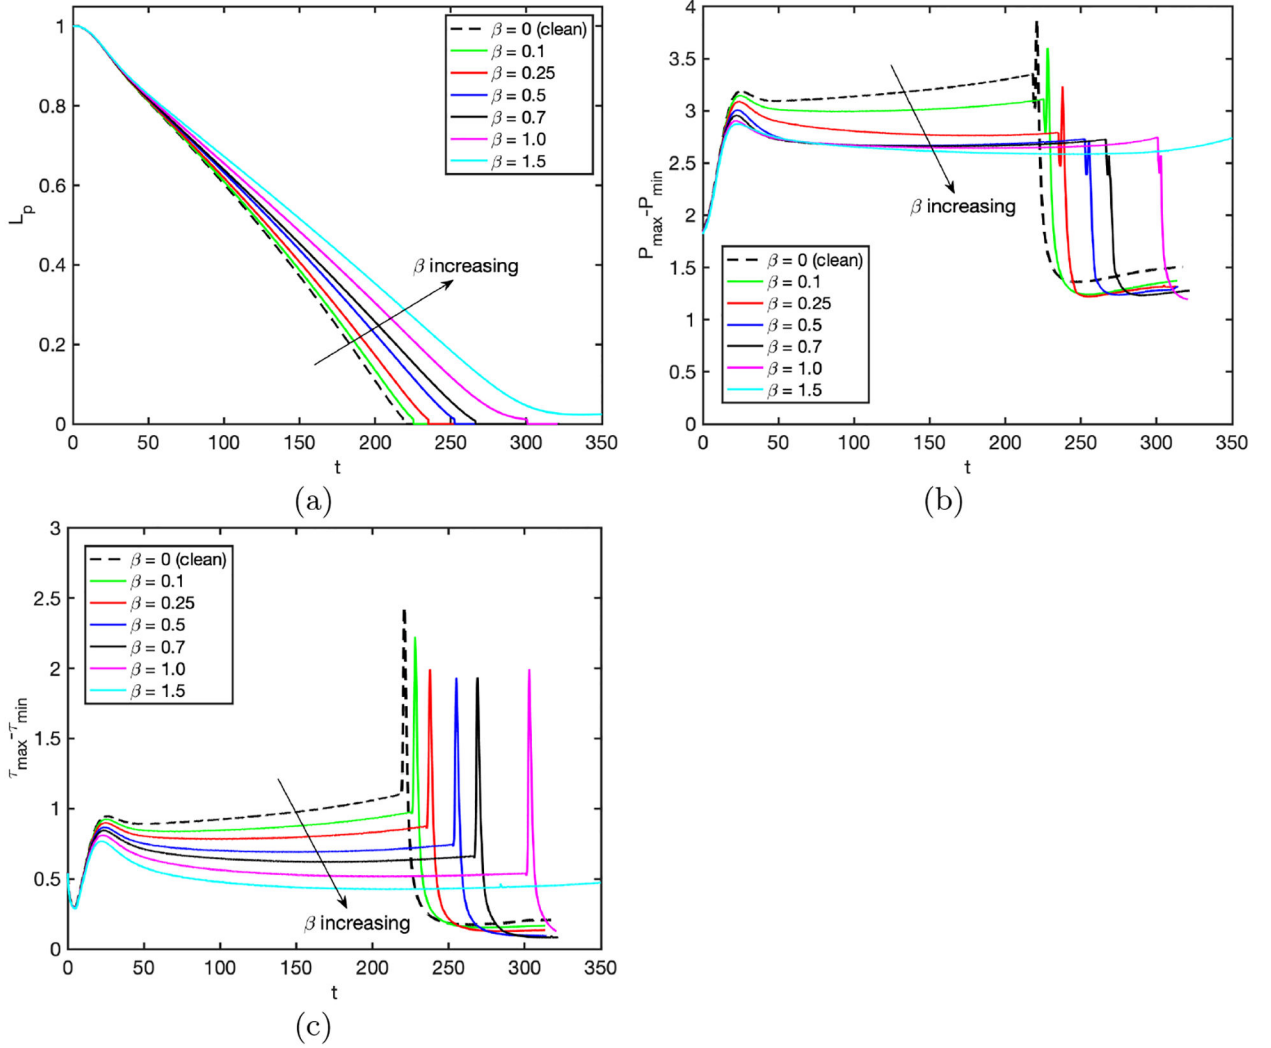 1
0.8
0.6
0.4
0.2
0
L_p
β = 0 (clean)
β = 0.1
β = 0.25
β = 0.5
β = 0.7
β = 1.0
β = 1.5
β increasing
0 50 100 150 200 250 300 350
t
(a)
4
3.5
3
2.5
2
1.5
1
0.5
0
P_max-P_min
β increasing
β = 0 (clean)
β = 0.1
β = 0.25
β = 0.5
β = 0.7
β = 1.0
β = 1.5
0 50 100 150 200 250 300 350
t
(b)
3
2.5
2
1.5
1
0.5
0
τ_max-τ_min
β = 0 (clean)
β = 0.1
β = 0.25
β = 0.5
β = 0.7
β = 1.0
β = 1.5
β increasing
0 50 100 150 200 250 300 350
t
(c)